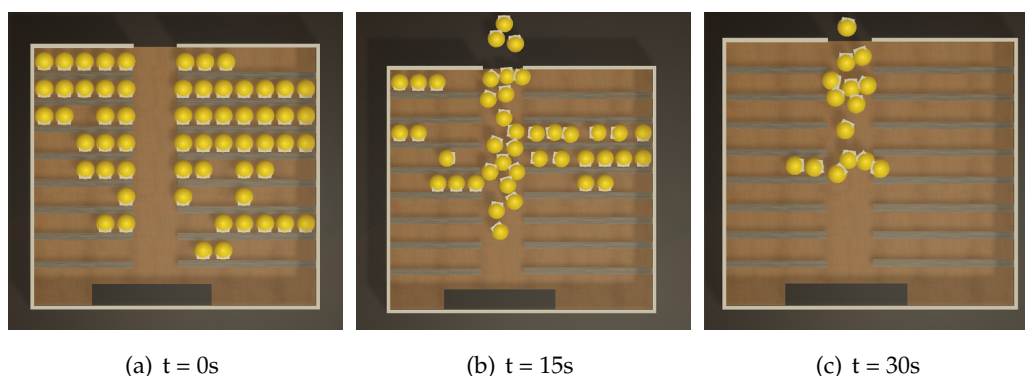 (a) t = 0s
(b) t = 15s
(c) t = 30s